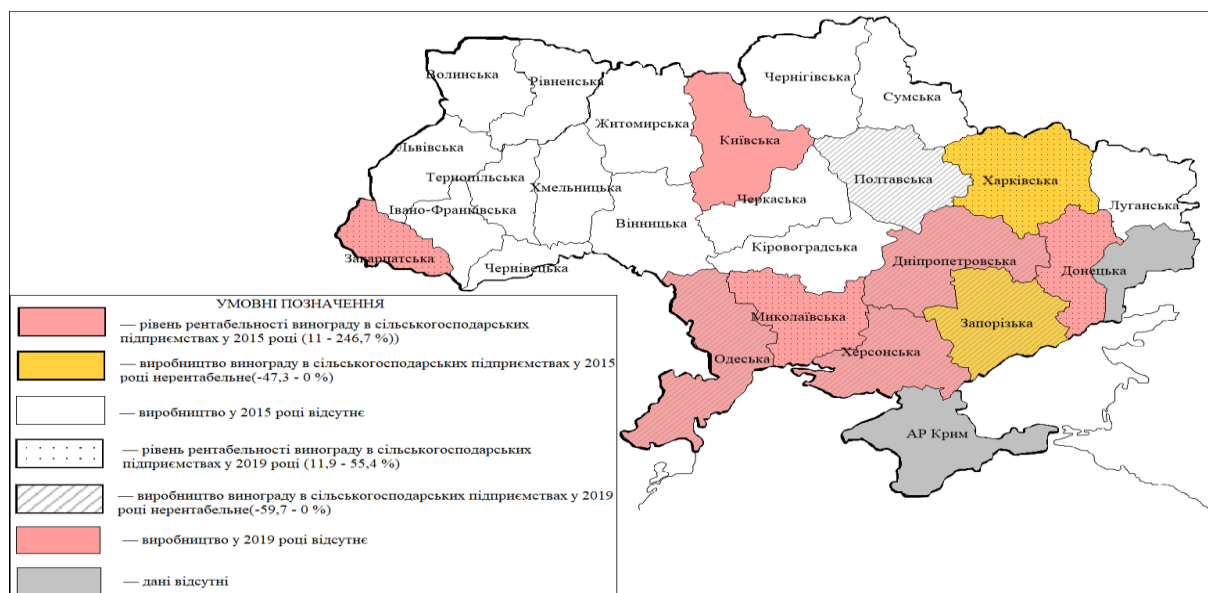 Волинська
Рівненська
Чернігівська
Сумська
Житомирська
Київська
Львівська
Тернопільська
Хмельницька
Черкаська
Полтавська
Харківська
Луганська
Івано-Франківська
Вінницька
Кіровоградська
Закарпатська
Чернівецька
Дніпропетровська
Донецька
Миколаївська
Запорізька
Одеська
Херсонська
АР Крим
УМОВНІ ПОЗНАЧЕННЯ
— рівень рентабельності винограду в сільськогосподарських
підприємствах у 2015 році (11 - 246,7 %))
— виробництво винограду в сільськогосподарських підприємствах у 2015
році нерентабельне(-47,3 - 0 %)
— виробництво у 2015 році відсутнє
— рівень рентабельності винограду в сільськогосподарських
підприємствах у 2019 році (11,9 - 55,4 %)
— виробництво винограду в сільськогосподарських підприємствах у 2019
році нерентабельне(-59,7 - 0 %)
— виробництво у 2019 році відсутнє
— дані відсутні